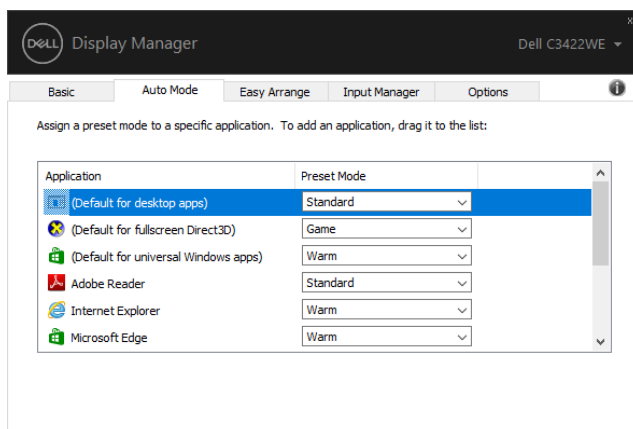 DELL Display Manager Dell C3422WE
Basic Auto Mode Easy Arrange Input Manager Options
Assign a preset mode to a specific application. To add an application, drag it to the list:
Application Preset Mode
(Default for desktop apps) Standard
(Default for fullscreen Direct3D) Game
(Default for universal Windows apps) Warm
Adobe Reader Standard
Internet Explorer Warm
Microsoft Edge Warm